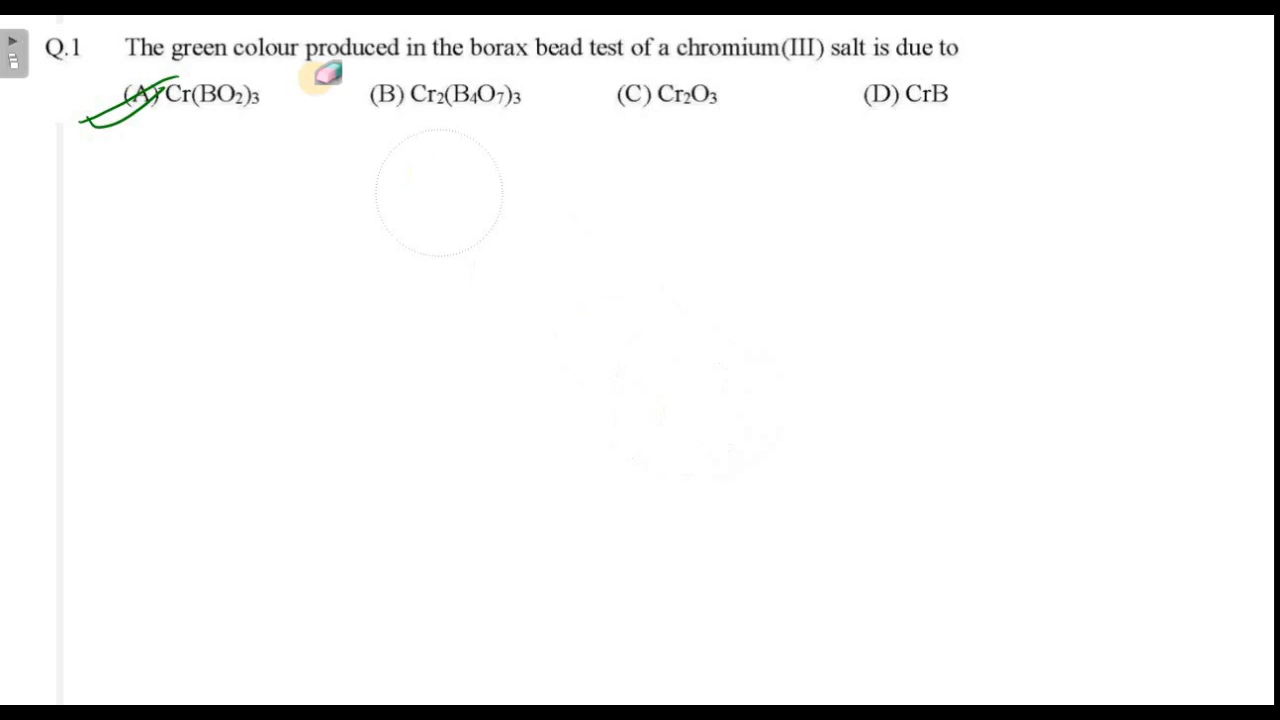 Q.1 The green colour produced in the borax bead test of a chromium(III) salt is due to
(A) Cr(BO₂)₃ (B) Cr₂(B₄O₇)₃ (C) Cr₂O₃ (D) CrB